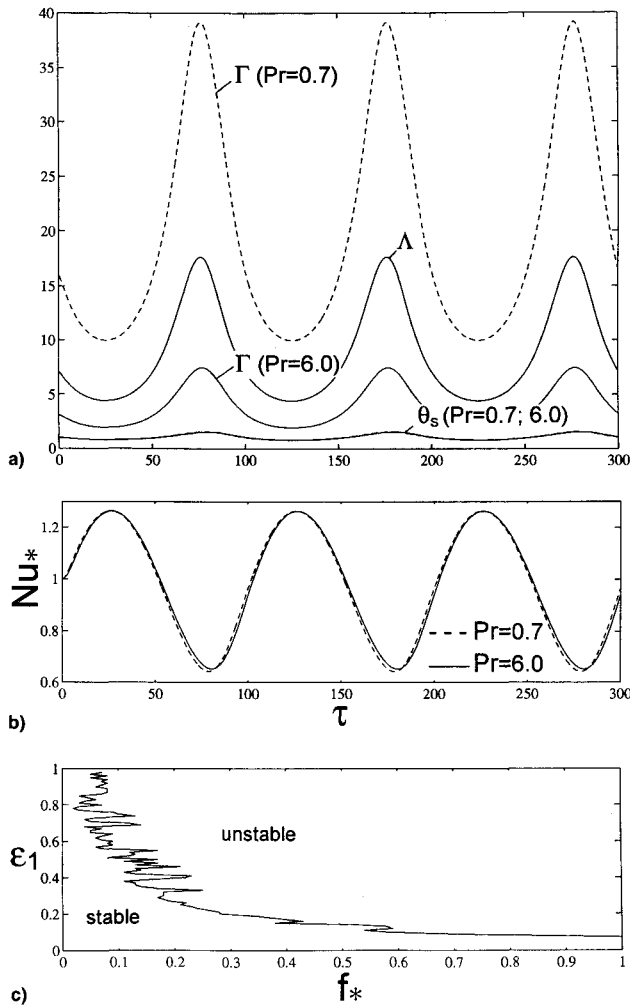 40
35
30
25
20
15
10
5
0
Γ (Pr=0.7)
Λ
Γ (Pr=6.0)
θs (Pr=0.7; 6.0)
a)
0 50 100 150 200 250 300
1.2
1
0.8
0.6
Nu*
Pr=0.7
Pr=6.0
0 50 100 150 200 250 300
b)
τ
1
0.8
0.6
0.4
0.2
0
ε1
unstable
stable
0 0.1 0.2 0.3 0.4 0.5 0.6 0.7 0.8 0.9 1
c)
f*